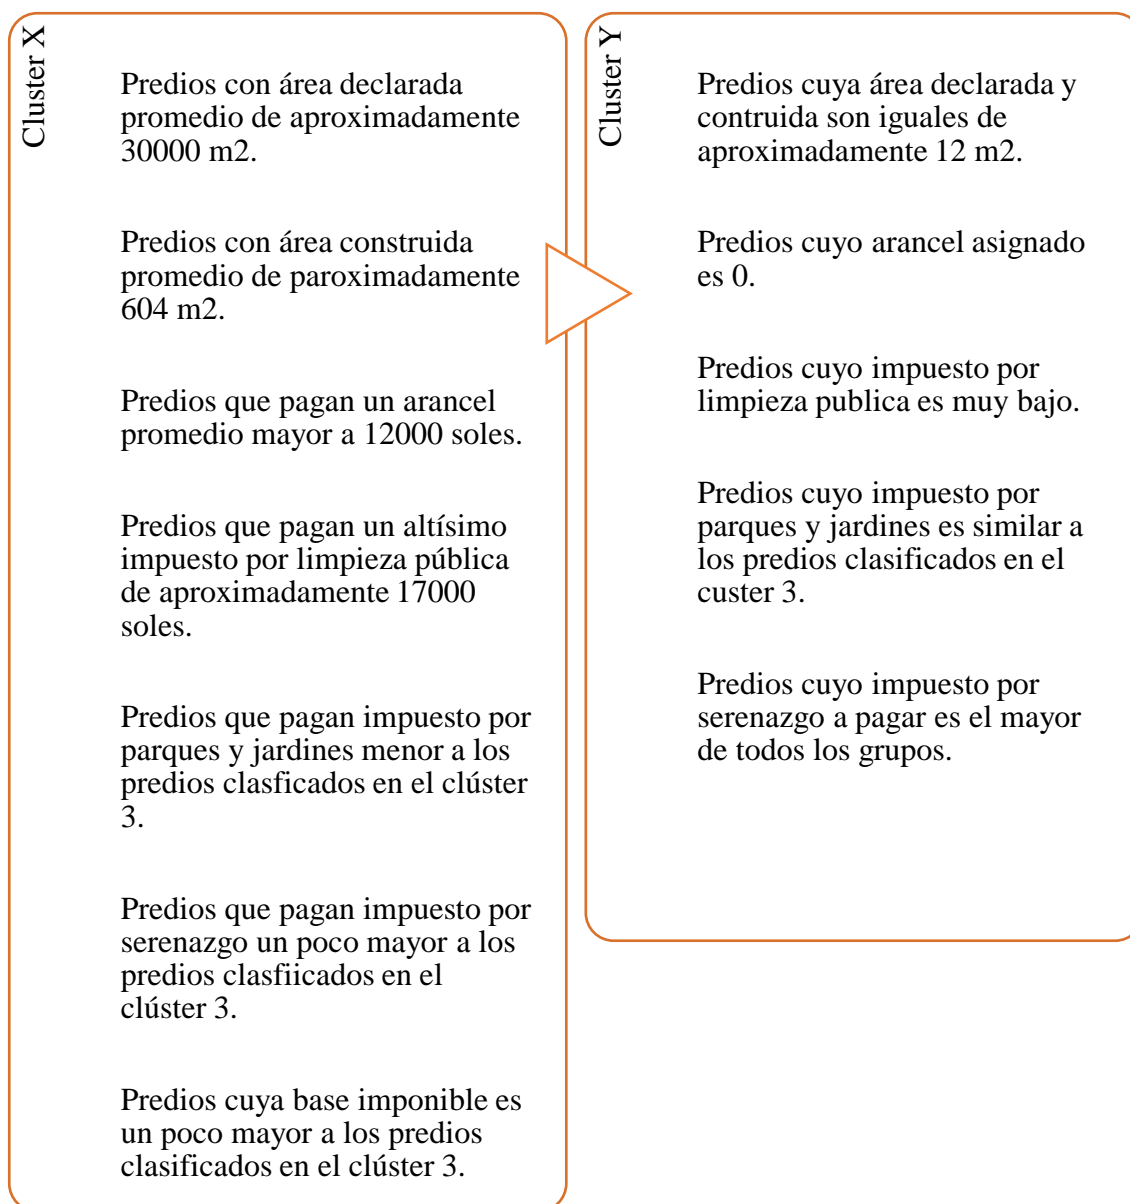 Cluster X
Predios con área declarada
promedio de aproximadamente
30000 m2.
Predios con área construida
promedio de paroximadamente
604 m2.
Predios que pagan un arancel
promedio mayor a 12000 soles.
Predios que pagan un altísimo
impuesto por limpieza pública
de aproximadamente 17000
soles.
Predios que pagan impuesto por
parques y jardines menor a los
predios clasficados en el clúster
3.
Predios que pagan impuesto por
serenazgo un poco mayor a los
predios clasfiicados en el
clúster 3.
Predios cuya base imponible es
un poco mayor a los predios
clasificados en el clúster 3.
Cluster Y
Predios cuya área declarada y
contruida son iguales de
aproximadamente 12 m2.
Predios cuyo arancel asignado
es 0.
Predios cuyo impuesto por
limpieza publica es muy bajo.
Predios cuyo impuesto por
parques y jardines es similar a
los predios clasificados en el
custer 3.
Predios cuyo impuesto por
serenazgo a pagar es el mayor
de todos los grupos.